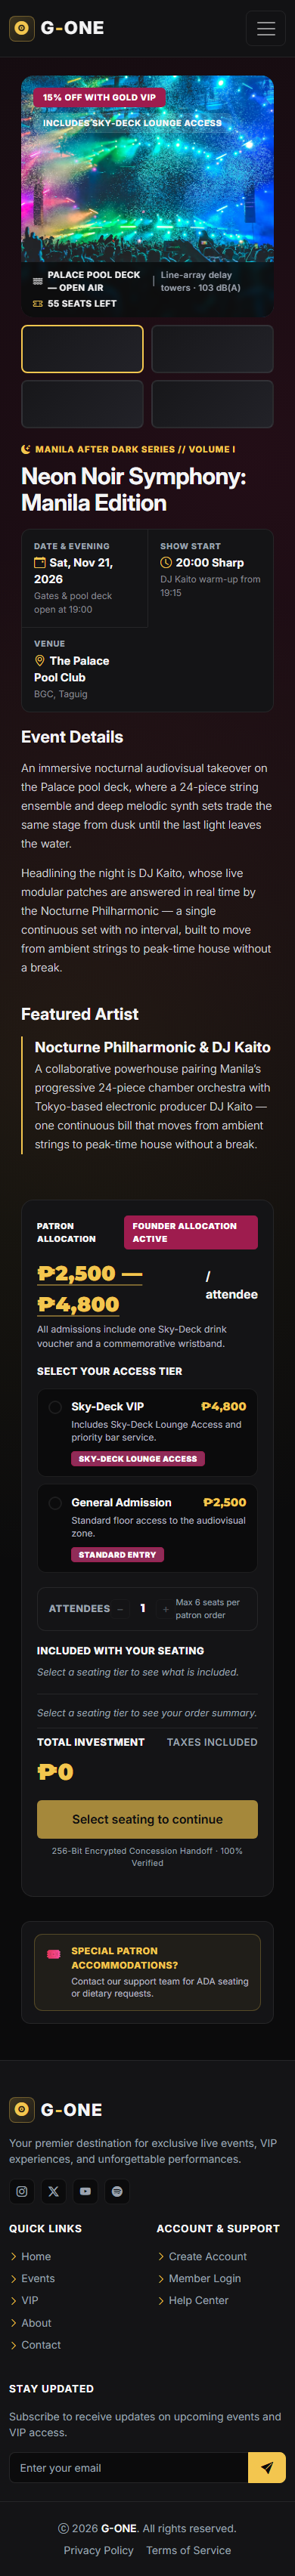 G-ONE
15% OFF WITH GOLD VIP
INCLUDES SKY-DECK LOUNGE ACCESS
PALACE POOL DECK
— OPEN AIR
Line-array delay
towers · 103 dB(A)
55 SEATS LEFT
MANILA AFTER DARK SERIES // VOLUME I
Neon Noir Symphony:
Manila Edition
DATE & EVENING
Sat, Nov 21,
2026
Gates & pool deck
open at 19:00
SHOW START
20:00 Sharp
DJ Kaito warm-up from
19:15
VENUE
The Palace
Pool Club
BGC, Taguig
Event Details
An immersive nocturnal audiovisual takeover on
the Palace pool deck, where a 24-piece string
ensemble and deep melodic synth sets trade the
same stage from dusk until the last light leaves
the water.
Headlining the night is DJ Kaito, whose live
modular patches are answered in real time by
the Nocturne Philharmonic — a single
continuous set with no interval, built to move
from ambient strings to peak-time house without
a break.
Featured Artist
Nocturne Philharmonic & DJ Kaito
A collaborative powerhouse pairing Manila's
progressive 24-piece chamber orchestra with
Tokyo-based electronic producer DJ Kaito —
one continuous bill that moves from ambient
strings to peak-time house without a break.
PATRON
ALLOCATION
FOUNDER ALLOCATION
ACTIVE
₱2,500 —
₱4,800
/
attendee
All admissions include one Sky-Deck drink
voucher and a commemorative wristband.
SELECT YOUR ACCESS TIER
Sky-Deck VIP
₱4,800
Includes Sky-Deck Lounge Access and
priority bar service.
SKY-DECK LOUNGE ACCESS
General Admission
₱2,500
Standard floor access to the audiovisual
zone.
STANDARD ENTRY
ATTENDEES
− 1 +
Max 6 seats per
patron order
INCLUDED WITH YOUR SEATING
Select a seating tier to see what is included.
Select a seating tier to see your order summary.
TOTAL INVESTMENT
TAXES INCLUDED
₱0
Select seating to continue
256-Bit Encrypted Concession Handoff · 100%
Verified
SPECIAL PATRON
ACCOMMODATIONS?
Contact our support team for ADA seating
or dietary requests.
G-ONE
Your premier destination for exclusive live events, VIP
experiences, and unforgettable performances.
QUICK LINKS
Home
Events
VIP
About
Contact
ACCOUNT & SUPPORT
Create Account
Member Login
Help Center
STAY UPDATED
Subscribe to receive updates on upcoming events and
VIP access.
Enter your email
© 2026 G-ONE. All rights reserved.
Privacy Policy
Terms of Service